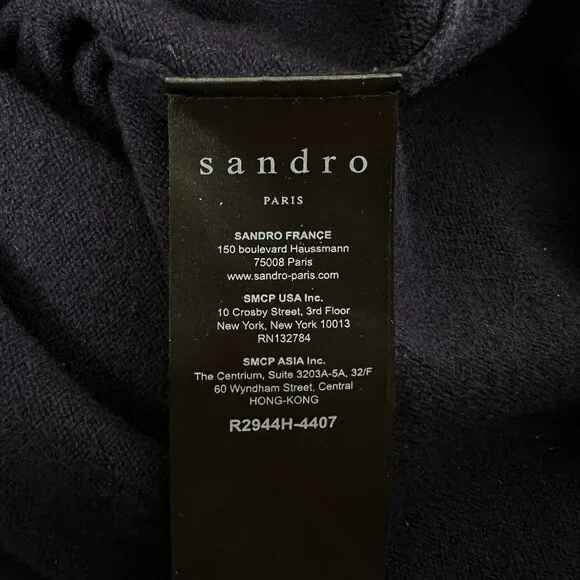 sandro
PARIS
SANDRO FRANCE
150 boulevard Haussmann
75008 Paris
www.sandro-paris.com
SMCP USA Inc.
10 Crosby Street, 3rd Floor
New York, New York 10013
RN132784
SMCP ASIA Inc.
The Centrium, Suite 3203A-5A, 32/F
60 Wyndham Street, Central
HONG-KONG
R2944H-4407